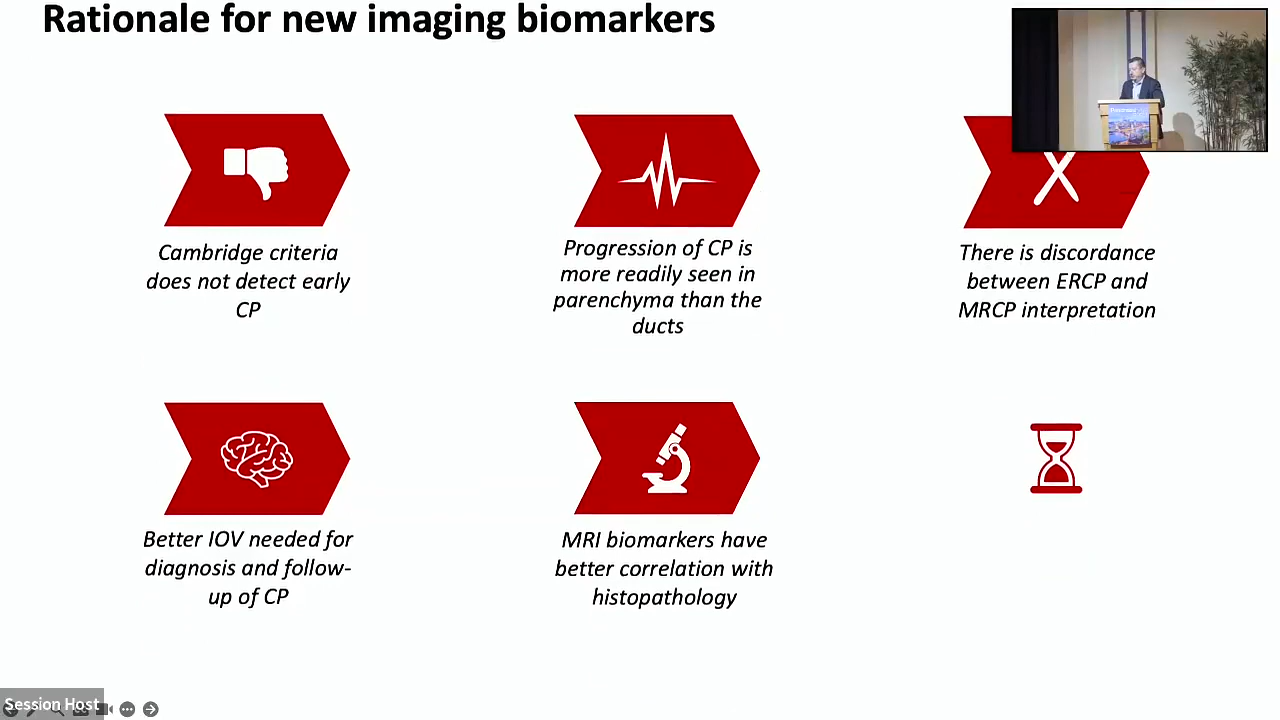 Rationale for new imaging biomarkers
Cambridge criteria
does not detect early
CP
Progression of CP is
more readily seen in
parenchyma than the
ducts
There is discordance
between ERCP and
MRCP interpretation
Better IOV needed for
diagnosis and follow-
up of CP
MRI biomarkers have
better correlation with
histopathology
Session Host